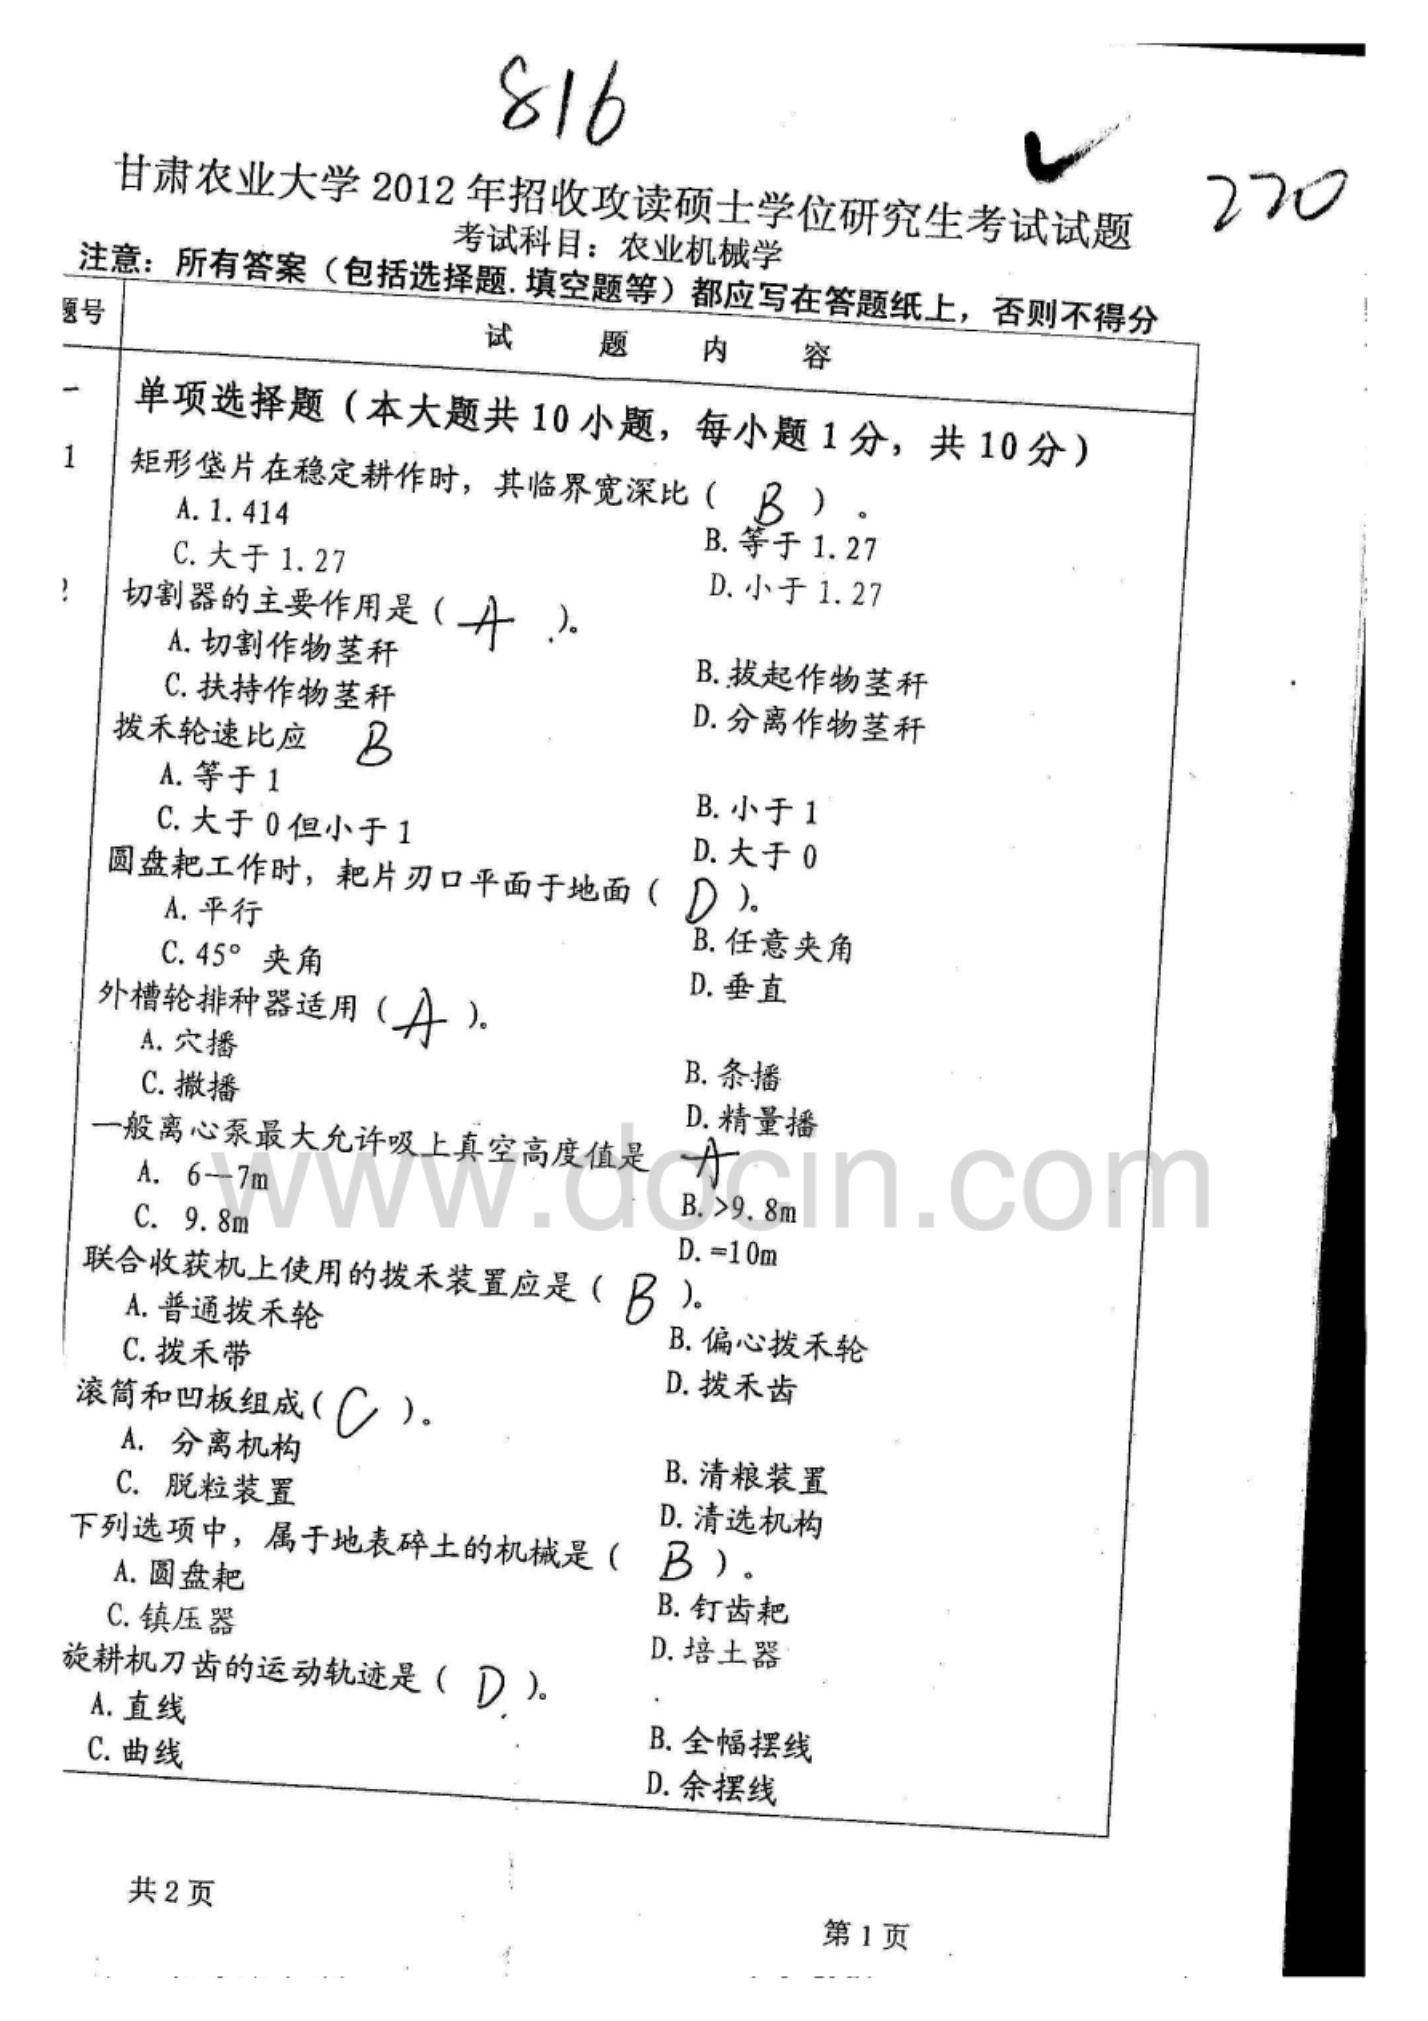 816
220
甘肃农业大学 2012 年招收攻读硕士学位研究生考试试题
考试科目：农业机械学
注意：所有答案（包括选择题.填空题等）都应写在答题纸上，否则不得分
题号 试 题 内 容
一 单项选择题（本大题共 10 小题，每小题 1 分，共 10 分）
1 矩形垡片在稳定耕作时，其临界宽深比（ B ）。
A. 1.414 B. 等于 1.27
C. 大于 1.27 D. 小于 1.27
2 切割器的主要作用是（ A ）。
A. 切割作物茎秆 B. 拔起作物茎秆
C. 扶持作物茎秆 D. 分离作物茎秆
拨禾轮速比应 B
A. 等于 1 B. 小于 1
C. 大于 0 但小于 1 D. 大于 0
圆盘耙工作时，耙片刃口平面于地面（ D ）。
A. 平行 B. 任意夹角
C. 45° 夹角 D. 垂直
外槽轮排种器适用（ A ）。
A. 穴播 B. 条播
C. 撒播 D. 精量播
一般离心泵最大允许吸上真空高度值是 A
A. 6—7m B. >9.8m
C. 9.8m D. =10m
www.docin.com
联合收获机上使用的拨禾装置应是（ B ）。
A. 普通拨禾轮 B. 偏心拨禾轮
C. 拨禾带 D. 拨禾齿
滚筒和凹板组成（ C ）。
A. 分离机构 B. 清粮装置
C. 脱粒装置 D. 清选机构
下列选项中，属于地表碎土的机械是（ B ）。
A. 圆盘耙 B. 钉齿耙
C. 镇压器 D. 培土器
旋耕机刀齿的运动轨迹是（ D ）。
A. 直线 B. 全幅摆线
C. 曲线 D. 余摆线
共 2 页 第 1 页